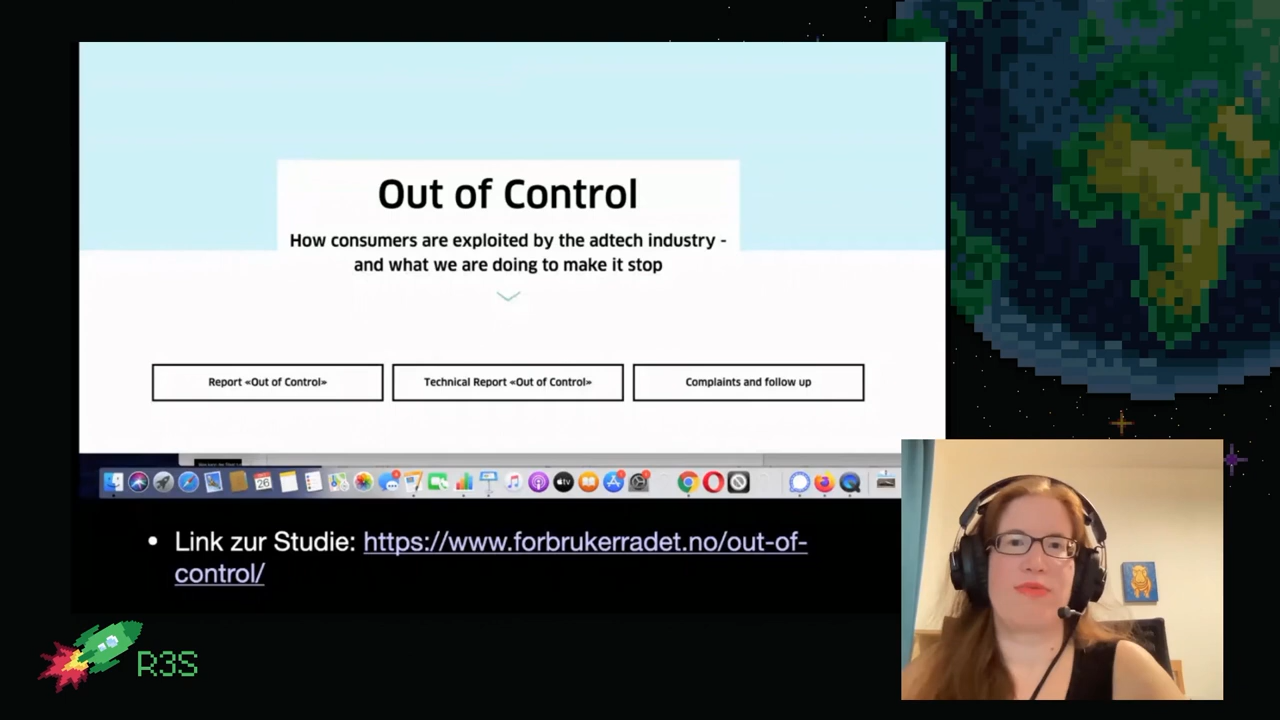 Out of Control
How consumers are exploited by the adtech industry -
and what we are doing to make it stop
Report «Out of Control»
Technical Report «Out of Control»
Complaints and follow up
26
tv
• Link zur Studie: https://www.forbrukerradet.no/out-of-
control/
R3S